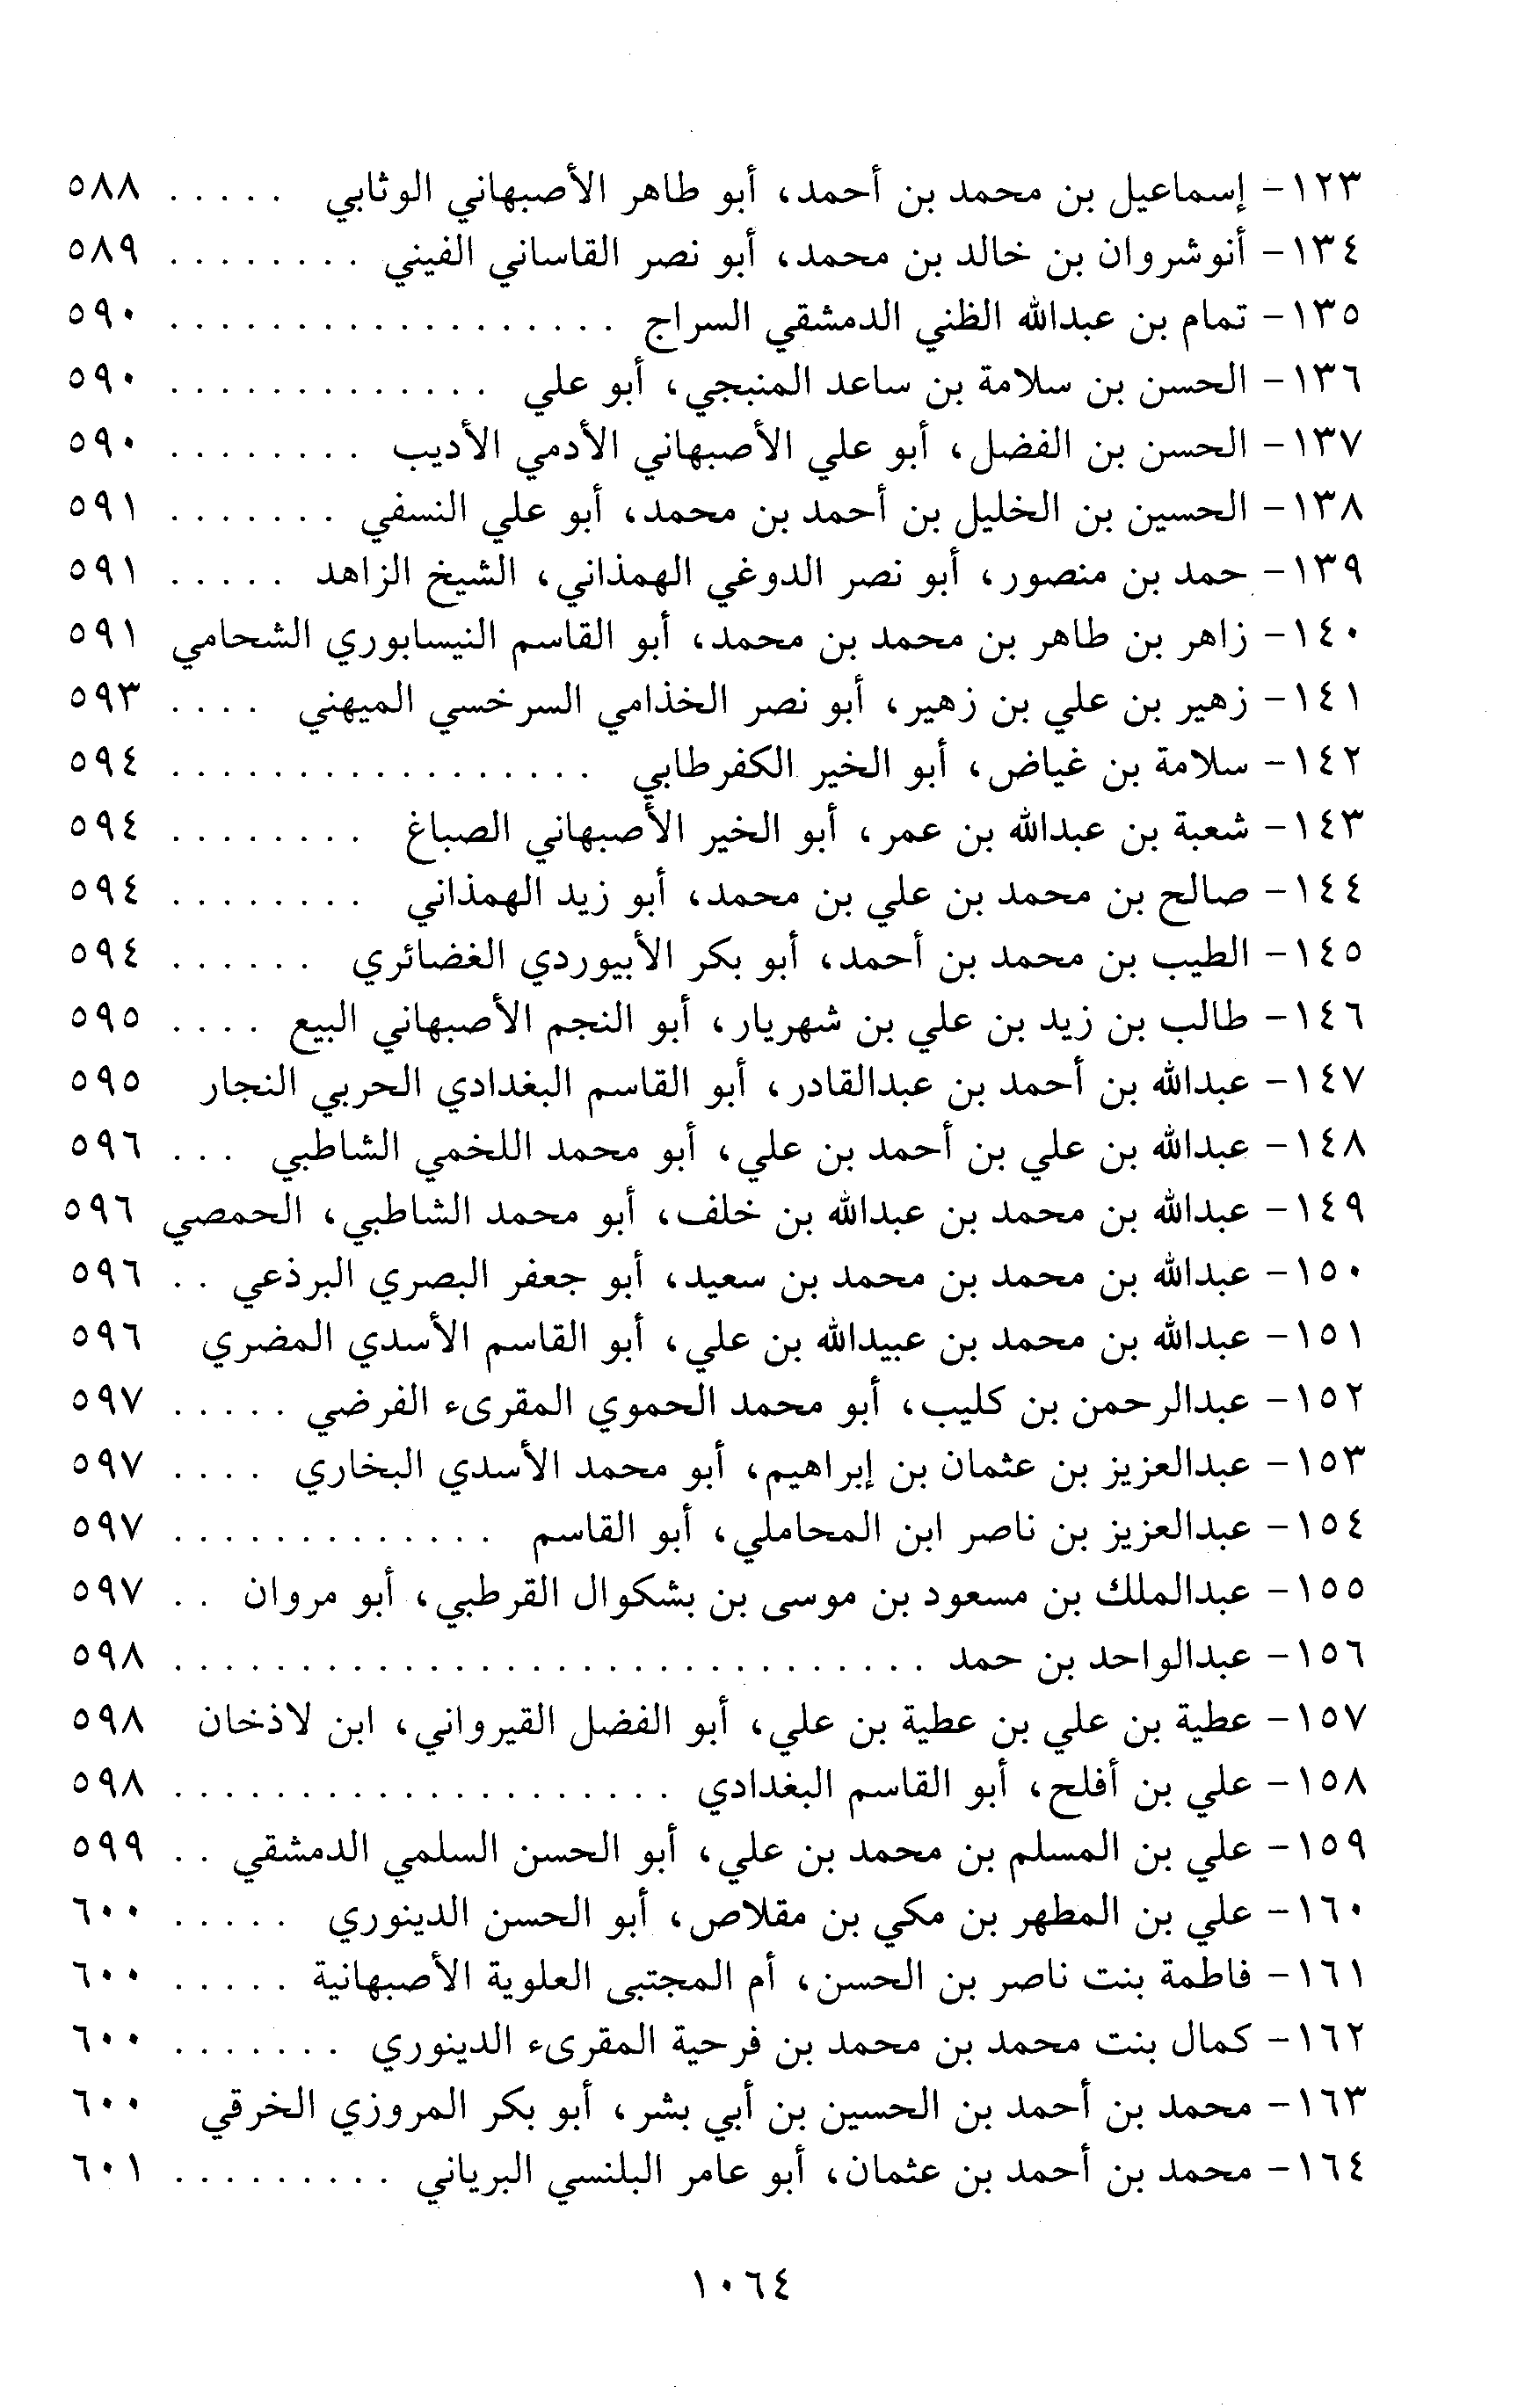 ١٢٣- إسماعيل بن محمد بن أحمد، أبو طاهر الأصبهاني الوثابي . . . . . ٥٨٨
١٣٤- أنوشروان بن خالد بن محمد، أبو نصر القاساني الفيني . . . . . . . . ٥٨٩
١٣٥- تمام بن عبدالله الظني الدمشقي السراج . . . . . . . . . . . . . . . . . . ٥٩٠
١٣٦- الحسن بن سلامة بن ساعد المنبجي، أبو علي . . . . . . . . . . . . . ٥٩٠
١٣٧- الحسن بن الفضل، أبو علي الأصبهاني الأدمي الأديب . . . . . . . . ٥٩٠
١٣٨- الحسين بن الخليل بن أحمد بن محمد، أبو علي النسفي . . . . . . . ٥٩١
١٣٩- حمد بن منصور، أبو نصر الدوغي الهمذاني، الشيخ الزاهد . . . . . ٥٩١
١٤٠- زاهر بن طاهر بن محمد بن محمد، أبو القاسم النيسابوري الشحامي ٥٩١
١٤١- زهير بن علي بن زهير، أبو نصر الخذامي السرخسي الميهني . . . . ٥٩٣
١٤٢- سلامة بن غياض، أبو الخير الكفرطابي . . . . . . . . . . . . . . . . . ٥٩٤
١٤٣- شعبة بن عبدالله بن عمر، أبو الخير الأصبهاني الصباغ . . . . . . . . ٥٩٤
١٤٤- صالح بن محمد بن علي بن محمد، أبو زيد الهمذاني . . . . . . . . ٥٩٤
١٤٥- الطيب بن محمد بن أحمد، أبو بكر الأبيوردي الغضائري . . . . . . ٥٩٤
١٤٦- طالب بن زيد بن علي بن شهريار، أبو النجم الأصبهاني البيع . . . . ٥٩٥
١٤٧- عبدالله بن أحمد بن عبدالقادر، أبو القاسم البغدادي الحربي النجار ٥٩٥
١٤٨- عبدالله بن علي بن أحمد بن علي، أبو محمد اللخمي الشاطبي . . . ٥٩٦
١٤٩- عبدالله بن محمد بن عبدالله بن خلف، أبو محمد الشاطبي، الحمصي ٥٩٦
١٥٠- عبدالله بن محمد بن محمد بن سعيد، أبو جعفر البصري البرذعي . . ٥٩٦
١٥١- عبدالله بن محمد بن عبيدالله بن علي، أبو القاسم الأسدي المضري ٥٩٦
١٥٢- عبدالرحمن بن كليب، أبو محمد الحموي المقرىء الفرضي . . . . . ٥٩٧
١٥٣- عبدالعزيز بن عثمان بن إبراهيم، أبو محمد الأسدي البخاري . . . . ٥٩٧
١٥٤- عبدالعزيز بن ناصر ابن المحاملي، أبو القاسم . . . . . . . . . . . . . ٥٩٧
١٥٥- عبدالملك بن مسعود بن موسى بن بشكوال القرطبي، أبو مروان . . ٥٩٧
١٥٦- عبدالواحد بن حمد . . . . . . . . . . . . . . . . . . . . . . . . . . . . . . ٥٩٨
١٥٧- عطية بن علي بن عطية بن علي، أبو الفضل القيرواني، ابن لاذخان ٥٩٨
١٥٨- علي بن أفلح، أبو القاسم البغدادي . . . . . . . . . . . . . . . . . . . . ٥٩٨
١٥٩- علي بن المسلم بن محمد بن علي، أبو الحسن السلمي الدمشقي . . ٥٩٩
١٦٠- علي بن المطهر بن مكي بن مقلاص، أبو الحسن الدينوري . . . . . ٦٠٠
١٦١- فاطمة بنت ناصر بن الحسن، أم المجتبى العلوية الأصبهانية . . . . . ٦٠٠
١٦٢- كمال بنت محمد بن محمد بن فرحية المقرىء الدينوري . . . . . . . ٦٠٠
١٦٣- محمد بن أحمد بن الحسين بن أبي بشر، أبو بكر المروزي الخرقي ٦٠٠
١٦٤- محمد بن أحمد بن عثمان، أبو عامر البلنسي البرياني . . . . . . . . . ٦٠١
١٠٦٤